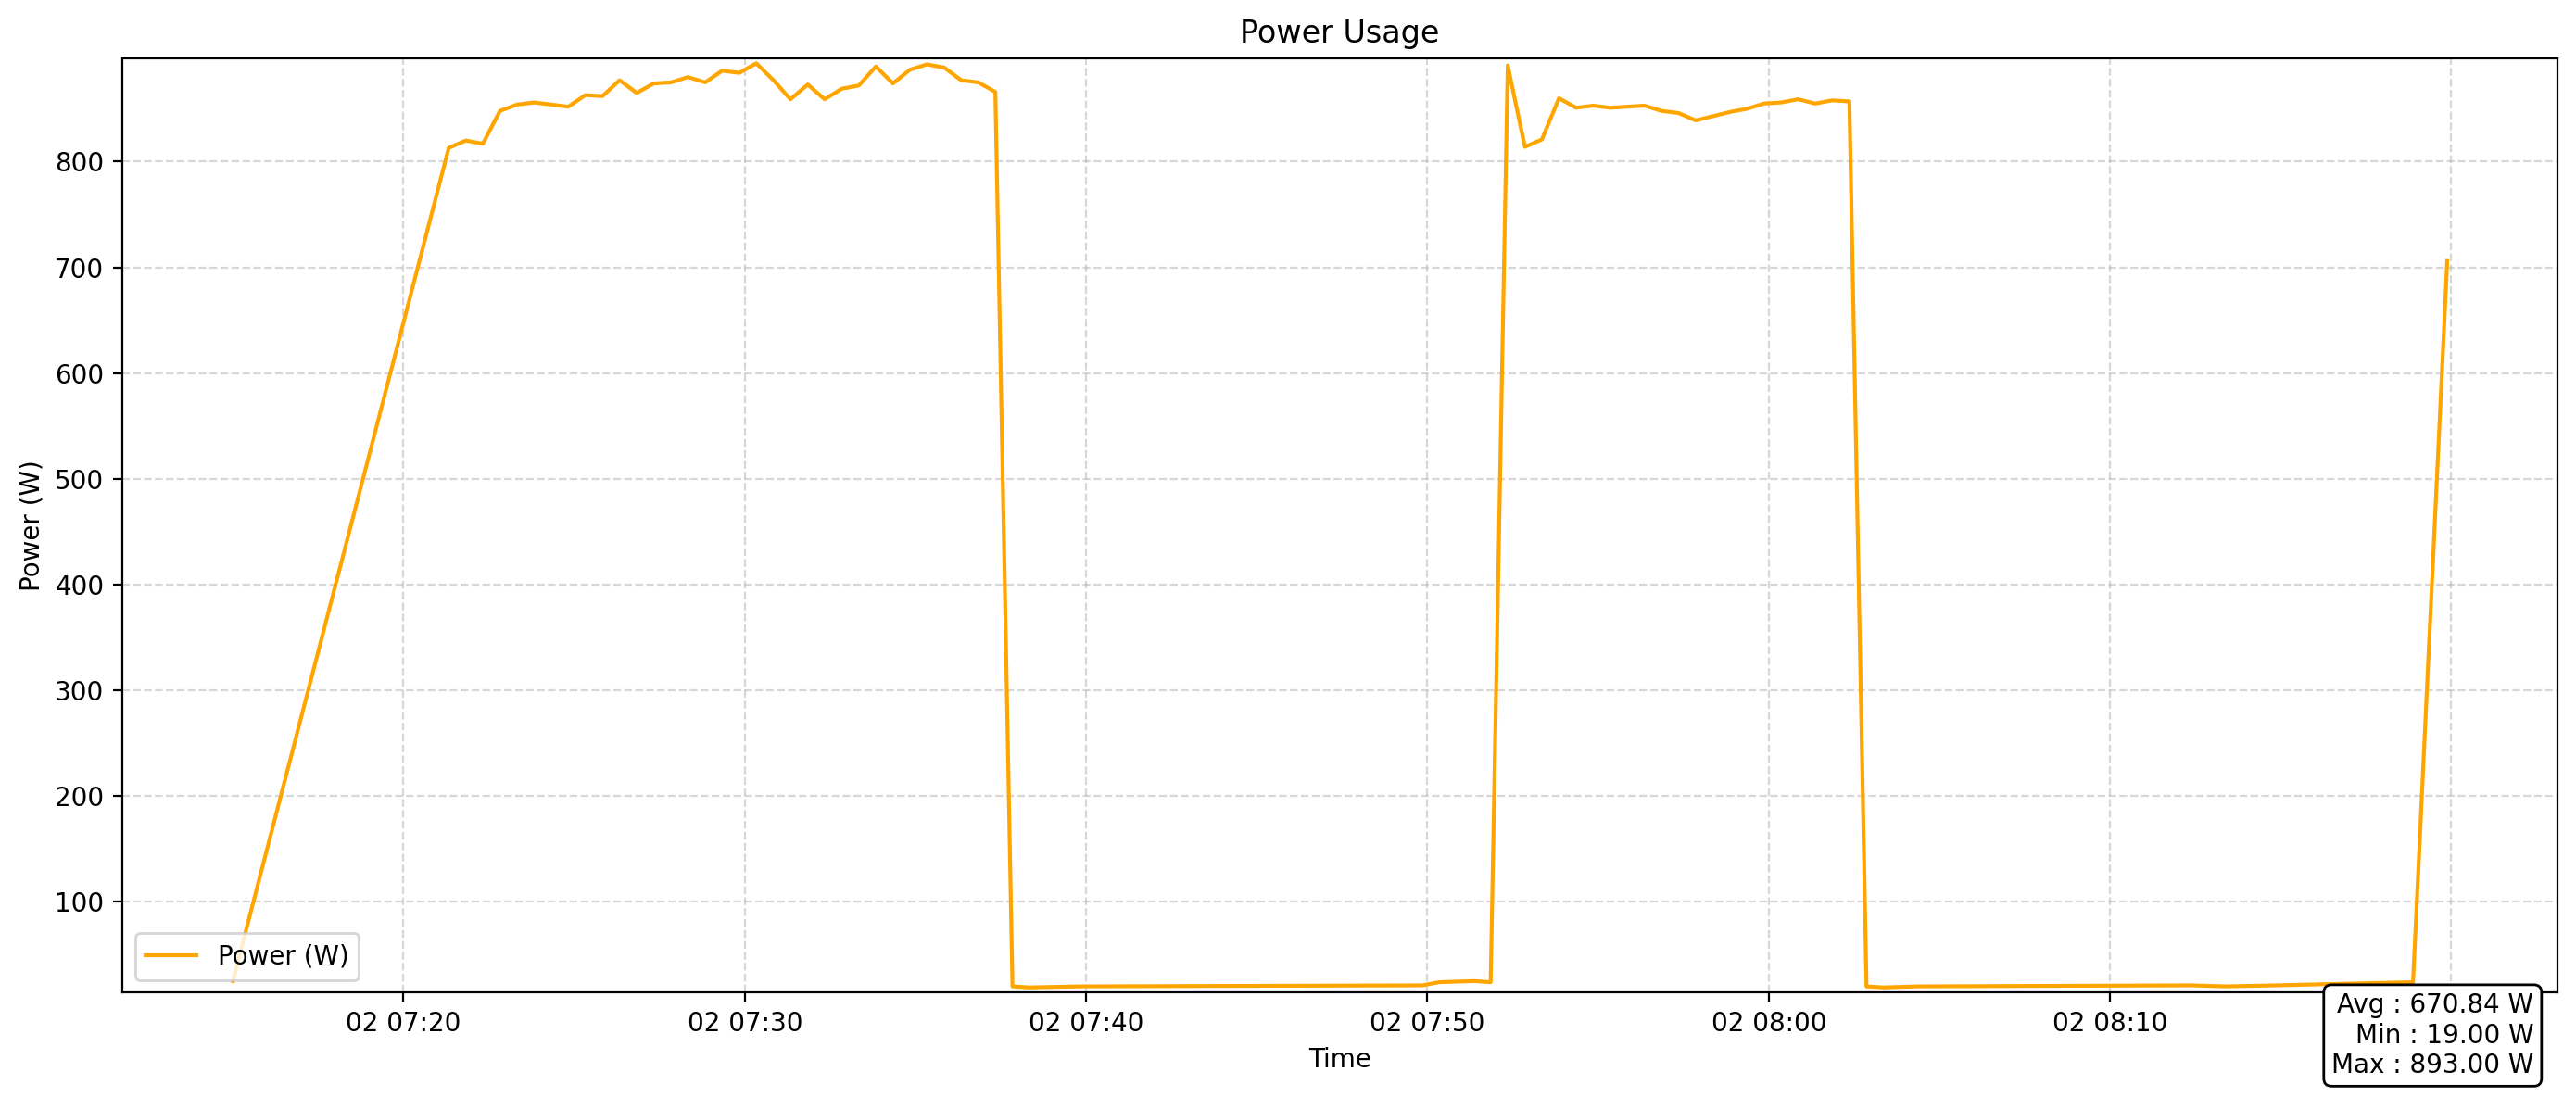 Power Usage
Power (W)
800
700
600
500
400
300
200
100
Power (W)
02 07:20
02 07:30
02 07:40
02 07:50
02 08:00
02 08:10
Time
Avg : 670.84 W
Min : 19.00 W
Max : 893.00 W